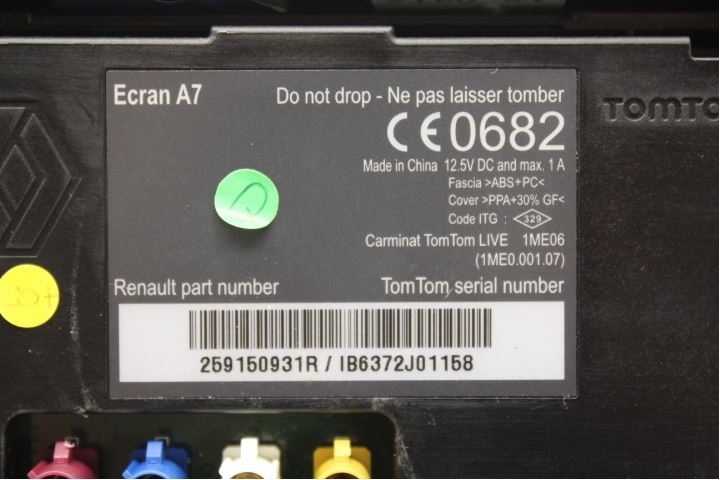 Ecran A7
Do not drop - Ne pas laisser tomber
CE 0682
Made in China 12.5V DC and max. 1 A
Fascia >ABS+PC<
Cover >PPA+30% GF<
Code ITG : 329
Carminat TomTom LIVE 1ME06
(1ME0.001.07)
Renault part number
TomTom serial number
259150931R / IB6372J01158
TOMTO